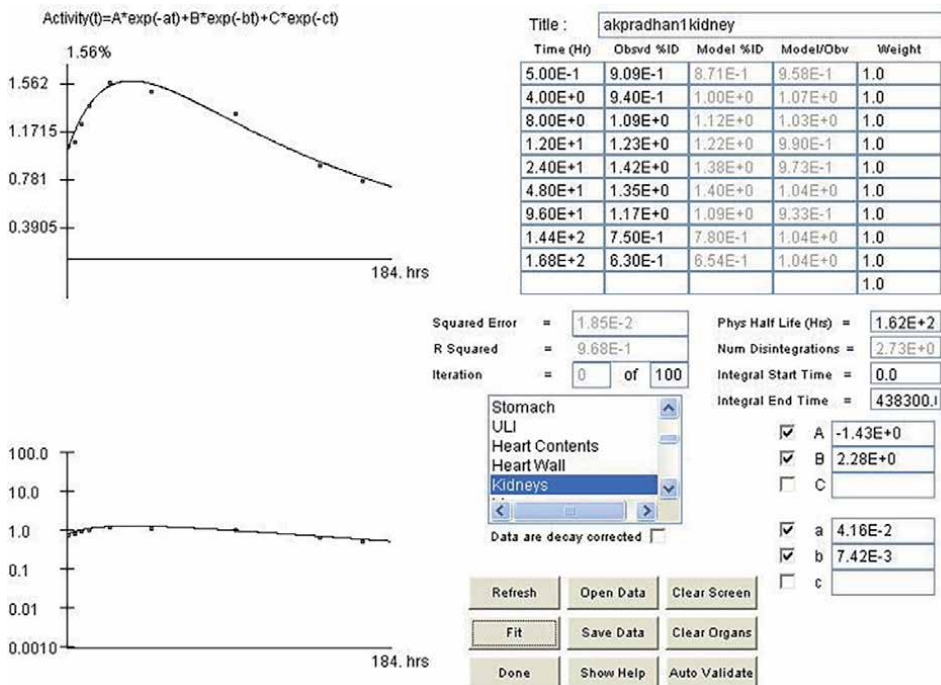 Activity(t)=A*exp(-at)+B*exp(-bt)+C*exp(-ct)
1.56%
1.562
1.1715
0.781
0.3905
184. hrs
Title : akpradhan1kidney
Time (Hr) Obsvd %ID Model %ID Model/Obv Weight
5.00E-1 9.09E-1 8.71E-1 9.58E-1 1.0
4.00E+0 9.40E-1 1.00E+0 1.07E+0 1.0
8.00E+0 1.09E+0 1.12E+0 1.03E+0 1.0
1.20E+1 1.23E+0 1.22E+0 9.90E-1 1.0
2.40E+1 1.42E+0 1.38E+0 9.73E-1 1.0
4.80E+1 1.35E+0 1.40E+0 1.04E+0 1.0
9.60E+1 1.17E+0 1.09E+0 9.33E-1 1.0
1.44E+2 7.50E-1 7.80E-1 1.04E+0 1.0
1.68E+2 6.30E-1 6.54E-1 1.04E+0 1.0
1.0
Squared Error = 1.85E-2
R Squared = 9.68E-1
Iteration = 0 of 100
Phys Half Life (Hrs) = 1.62E+2
Num Disintegrations = 2.73E+0
Integral Start Time = 0.0
Integral End Time = 438300.
Stomach
ULI
Heart Contents
Heart Wall
Kidneys
Data are decay corrected
A -1.43E+0
B 2.28E+0
C
a 4.16E-2
b 7.42E-3
c
100.0
10.0
1.0
0.1
0.01
0.0010
184. hrs
Refresh Open Data Clear Screen
Fit Save Data Clear Organs
Done Show Help Auto Validate